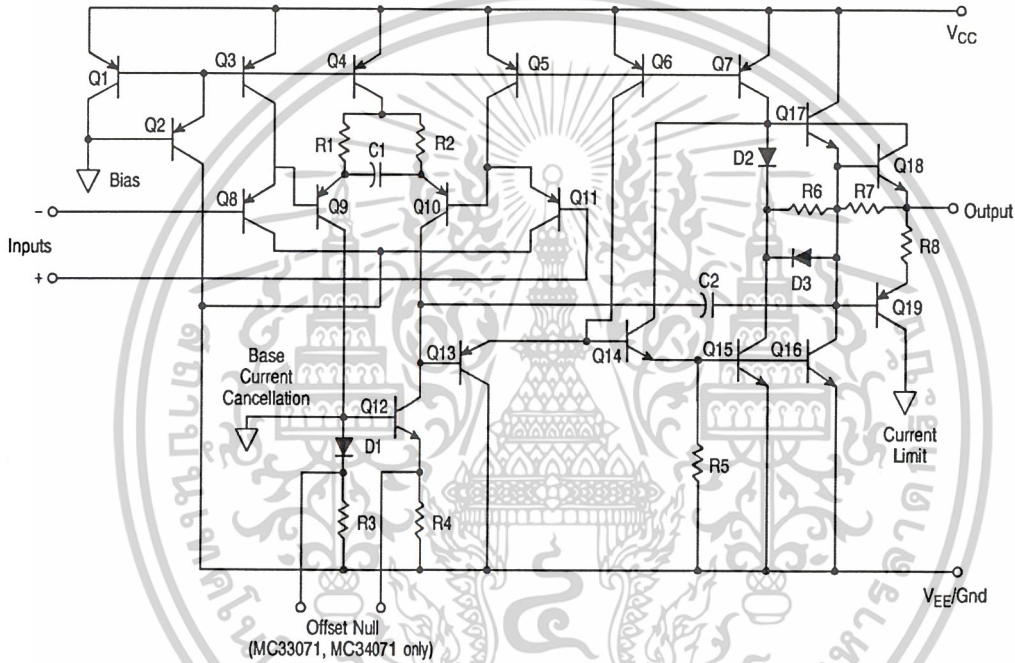 VCC
Q1
Q2
Q3
Q4
Q5
Q6
Q7
Q17
Q18
R1
C1
R2
D2
R6
R7
Output
Bias
Q8
Q9
Q10
Q11
−
Inputs
+
R8
D3
C2
Q19
Q13
Q14
Q15
Q16
Base
Current
Cancellation
Q12
D1
Current
Limit
R5
R3
R4
VEE/Gnd
Offset Null
(MC33071, MC34071 only)